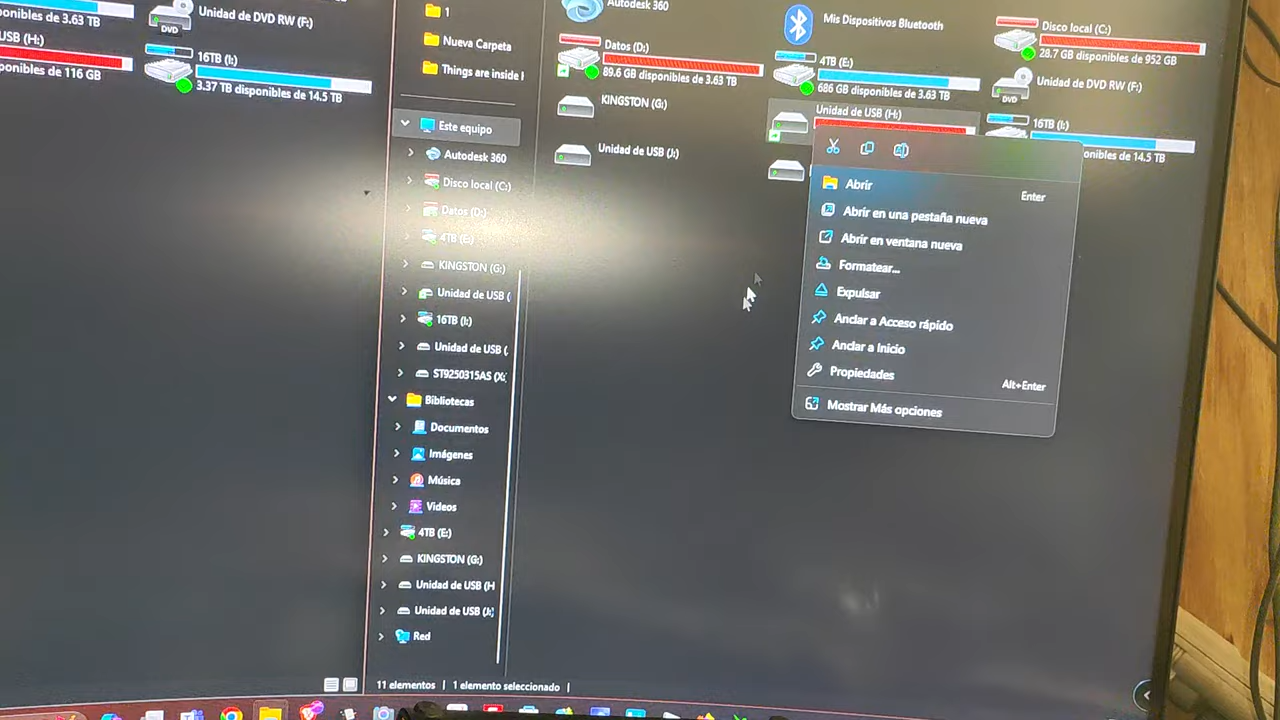 disponibles de 3.63 TB
Unidad de DVD RW (F:)
DVD
USB (H:)
disponibles de 116 GB
16TB (I:)
3.37 TB disponibles de 14.5 TB
1
Nueva Carpeta
Things are inside
Este equipo
Autodesk 360
Disco local (C:)
Datos (D:)
4TB (E:)
KINGSTON (G:)
Unidad de USB (
16TB (I:)
Unidad de USB (
ST9250315AS (X:
Bibliotecas
Documentos
Imágenes
Música
Videos
4TB (E:)
KINGSTON (G:)
Unidad de USB (H
Unidad de USB (J:
Red
Autodesk 360
Mis Dispositivos Bluetooth
Disco local (C:)
28.7 GB disponibles de 952 GB
Datos (D:)
89.6 GB disponibles de 3.63 TB
4TB (E:)
686 GB disponibles de 3.63 TB
Unidad de DVD RW (F:)
DVD
KINGSTON (G:)
Unidad de USB (H:)
16TB (I:)
onibles de 14.5 TB
Unidad de USB (J:)
Abrir
Enter
Abrir en una pestaña nueva
Abrir en ventana nueva
Formatear...
Expulsar
Anclar a Acceso rápido
Anclar a Inicio
Propiedades
Alt+Enter
Mostrar Más opciones
11 elementos
1 elemento seleccionado